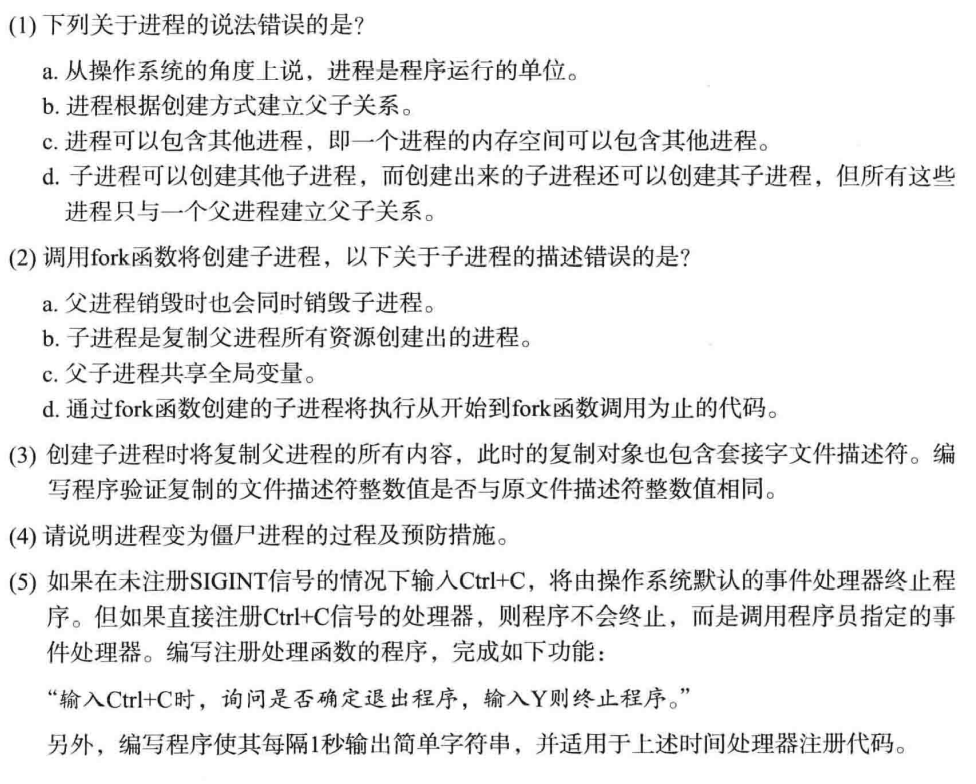 (1) 下列关于进程的说法错误的是?
a. 从操作系统的角度上说，进程是程序运行的单位。
b. 进程根据创建方式建立父子关系。
c. 进程可以包含其他进程，即一个进程的内存空间可以包含其他进程。
d. 子进程可以创建其他子进程，而创建出来的子进程还可以创建其子进程，但所有这些
进程只与一个父进程建立父子关系。
(2) 调用fork函数将创建子进程，以下关于子进程的描述错误的是?
a. 父进程销毁时也会同时销毁子进程。
b. 子进程是复制父进程所有资源创建出的进程。
c. 父子进程共享全局变量。
d. 通过fork函数创建的子进程将执行从开始到fork函数调用为止的代码。
(3) 创建子进程时将复制父进程的所有内容，此时的复制对象也包含套接字文件描述符。编
写程序验证复制的文件描述符整数值是否与原文件描述符整数值相同。
(4) 请说明进程变为僵尸进程的过程及预防措施。
(5) 如果在未注册SIGINT信号的情况下输入Ctrl+C，将由操作系统默认的事件处理器终止程
序。但如果直接注册Ctrl+C信号的处理器，则程序不会终止，而是调用程序员指定的事
件处理器。编写注册处理函数的程序，完成如下功能：
“输入Ctrl+C时，询问是否确定退出程序，输入Y则终止程序。”
另外，编写程序使其每隔1秒输出简单字符串，并适用于上述时间处理器注册代码。